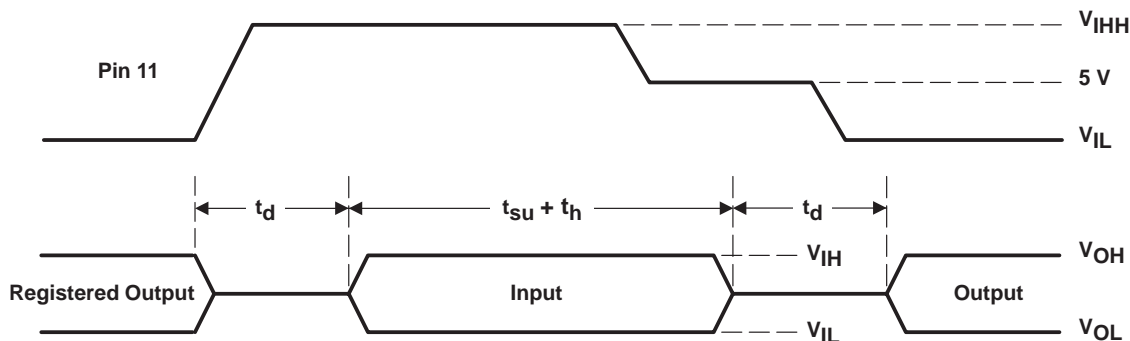 V_IHH
Pin 11
5 V
V_IL
t_d
t_su + t_h
t_d
V_IH
V_OH
Registered Output
Input
Output
V_IL
V_OL